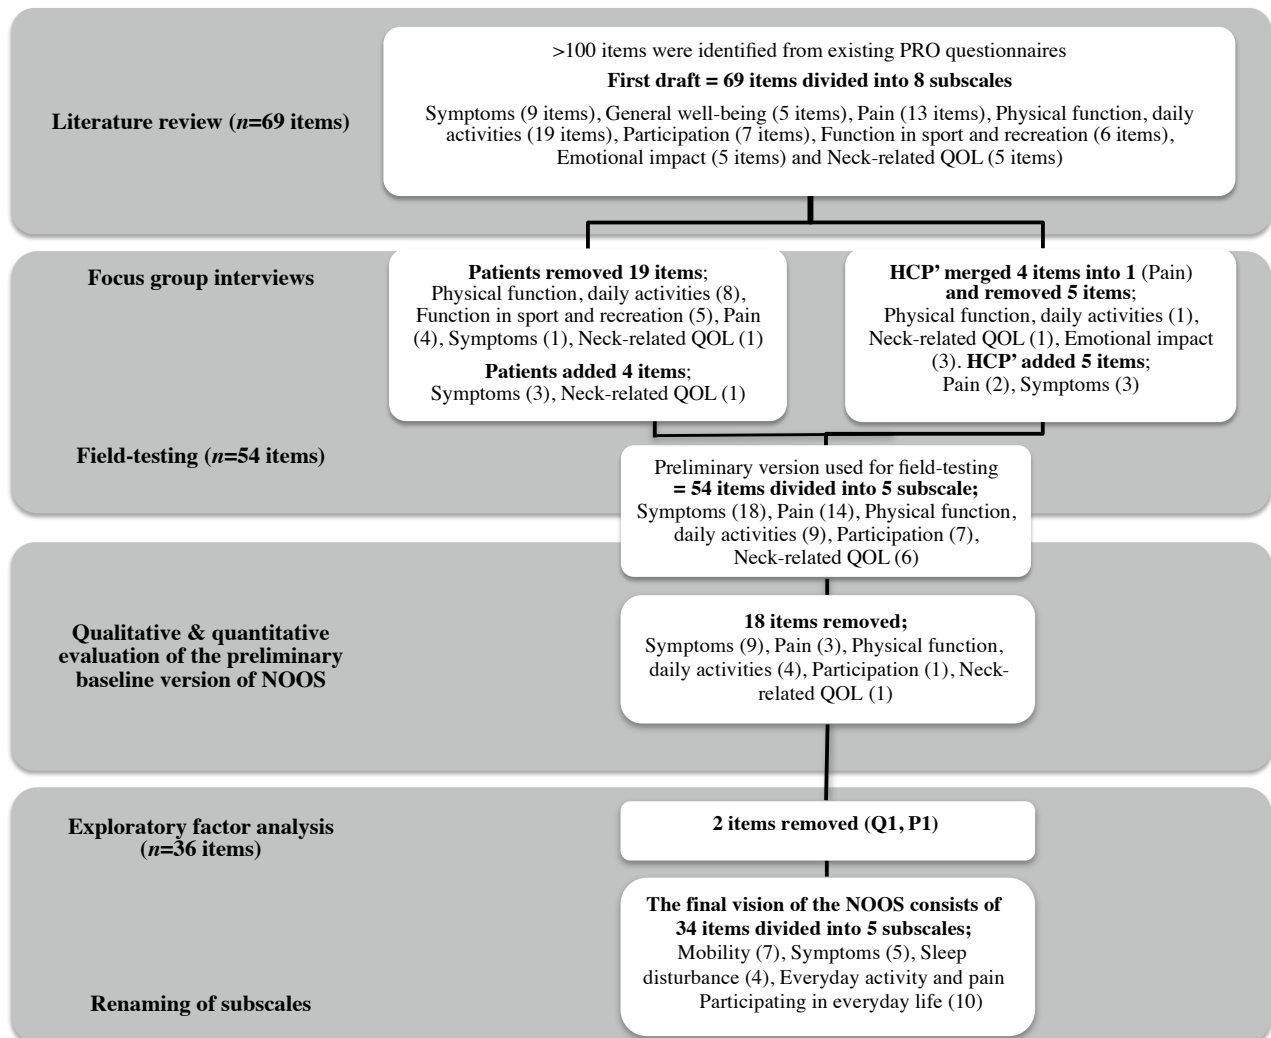 Literature review (n=69 items)
>100 items were identified from existing PRO questionnaires
First draft = 69 items divided into 8 subscales
Symptoms (9 items), General well-being (5 items), Pain (13 items), Physical function, daily
activities (19 items), Participation (7 items), Function in sport and recreation (6 items),
Emotional impact (5 items) and Neck-related QOL (5 items)
Focus group interviews
Patients removed 19 items;
Physical function, daily activities (8),
Function in sport and recreation (5), Pain
(4), Symptoms (1), Neck-related QOL (1)
Patients added 4 items;
Symptoms (3), Neck-related QOL (1)
HCP' merged 4 items into 1 (Pain)
and removed 5 items;
Physical function, daily activities (1),
Neck-related QOL (1), Emotional impact
(3). HCP' added 5 items;
Pain (2), Symptoms (3)
Field-testing (n=54 items)
Preliminary version used for field-testing
= 54 items divided into 5 subscale;
Symptoms (18), Pain (14), Physical function,
daily activities (9), Participation (7),
Neck-related QOL (6)
Qualitative & quantitative
evaluation of the preliminary
baseline version of NOOS
18 items removed;
Symptoms (9), Pain (3), Physical function,
daily activities (4), Participation (1), Neck-
related QOL (1)
Exploratory factor analysis
(n=36 items)
2 items removed (Q1, P1)
The final vision of the NOOS consists of
34 items divided into 5 subscales;
Mobility (7), Symptoms (5), Sleep
disturbance (4), Everyday activity and pain
Participating in everyday life (10)
Renaming of subscales